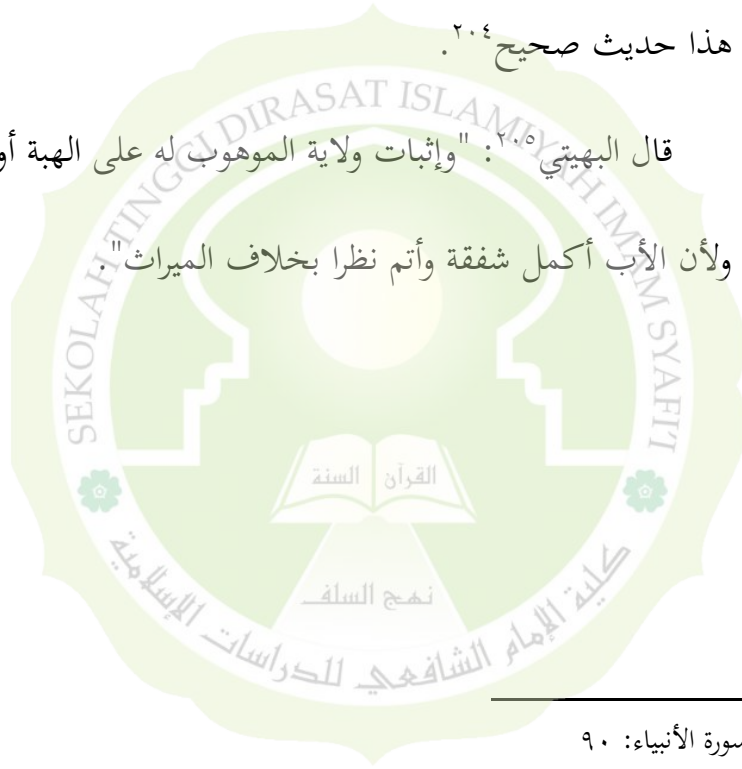 هذا حديث صحيح٢٠٤.
قال البهيتي٢٠٥: "وإثبات ولاية الموهوب له على الهبة أو
ولأن الأب أكمل شفقة وأتم نظرا بخلاف الميراث".
SEKOLAH TINGGI DIRASAT ISLAMIYAH IMAM SYAFI'I
القرآن السنة
نهج السلف
كلية الإمام الشافعي للدراسات الإسلامية
سورة الأنبياء: ٩٠